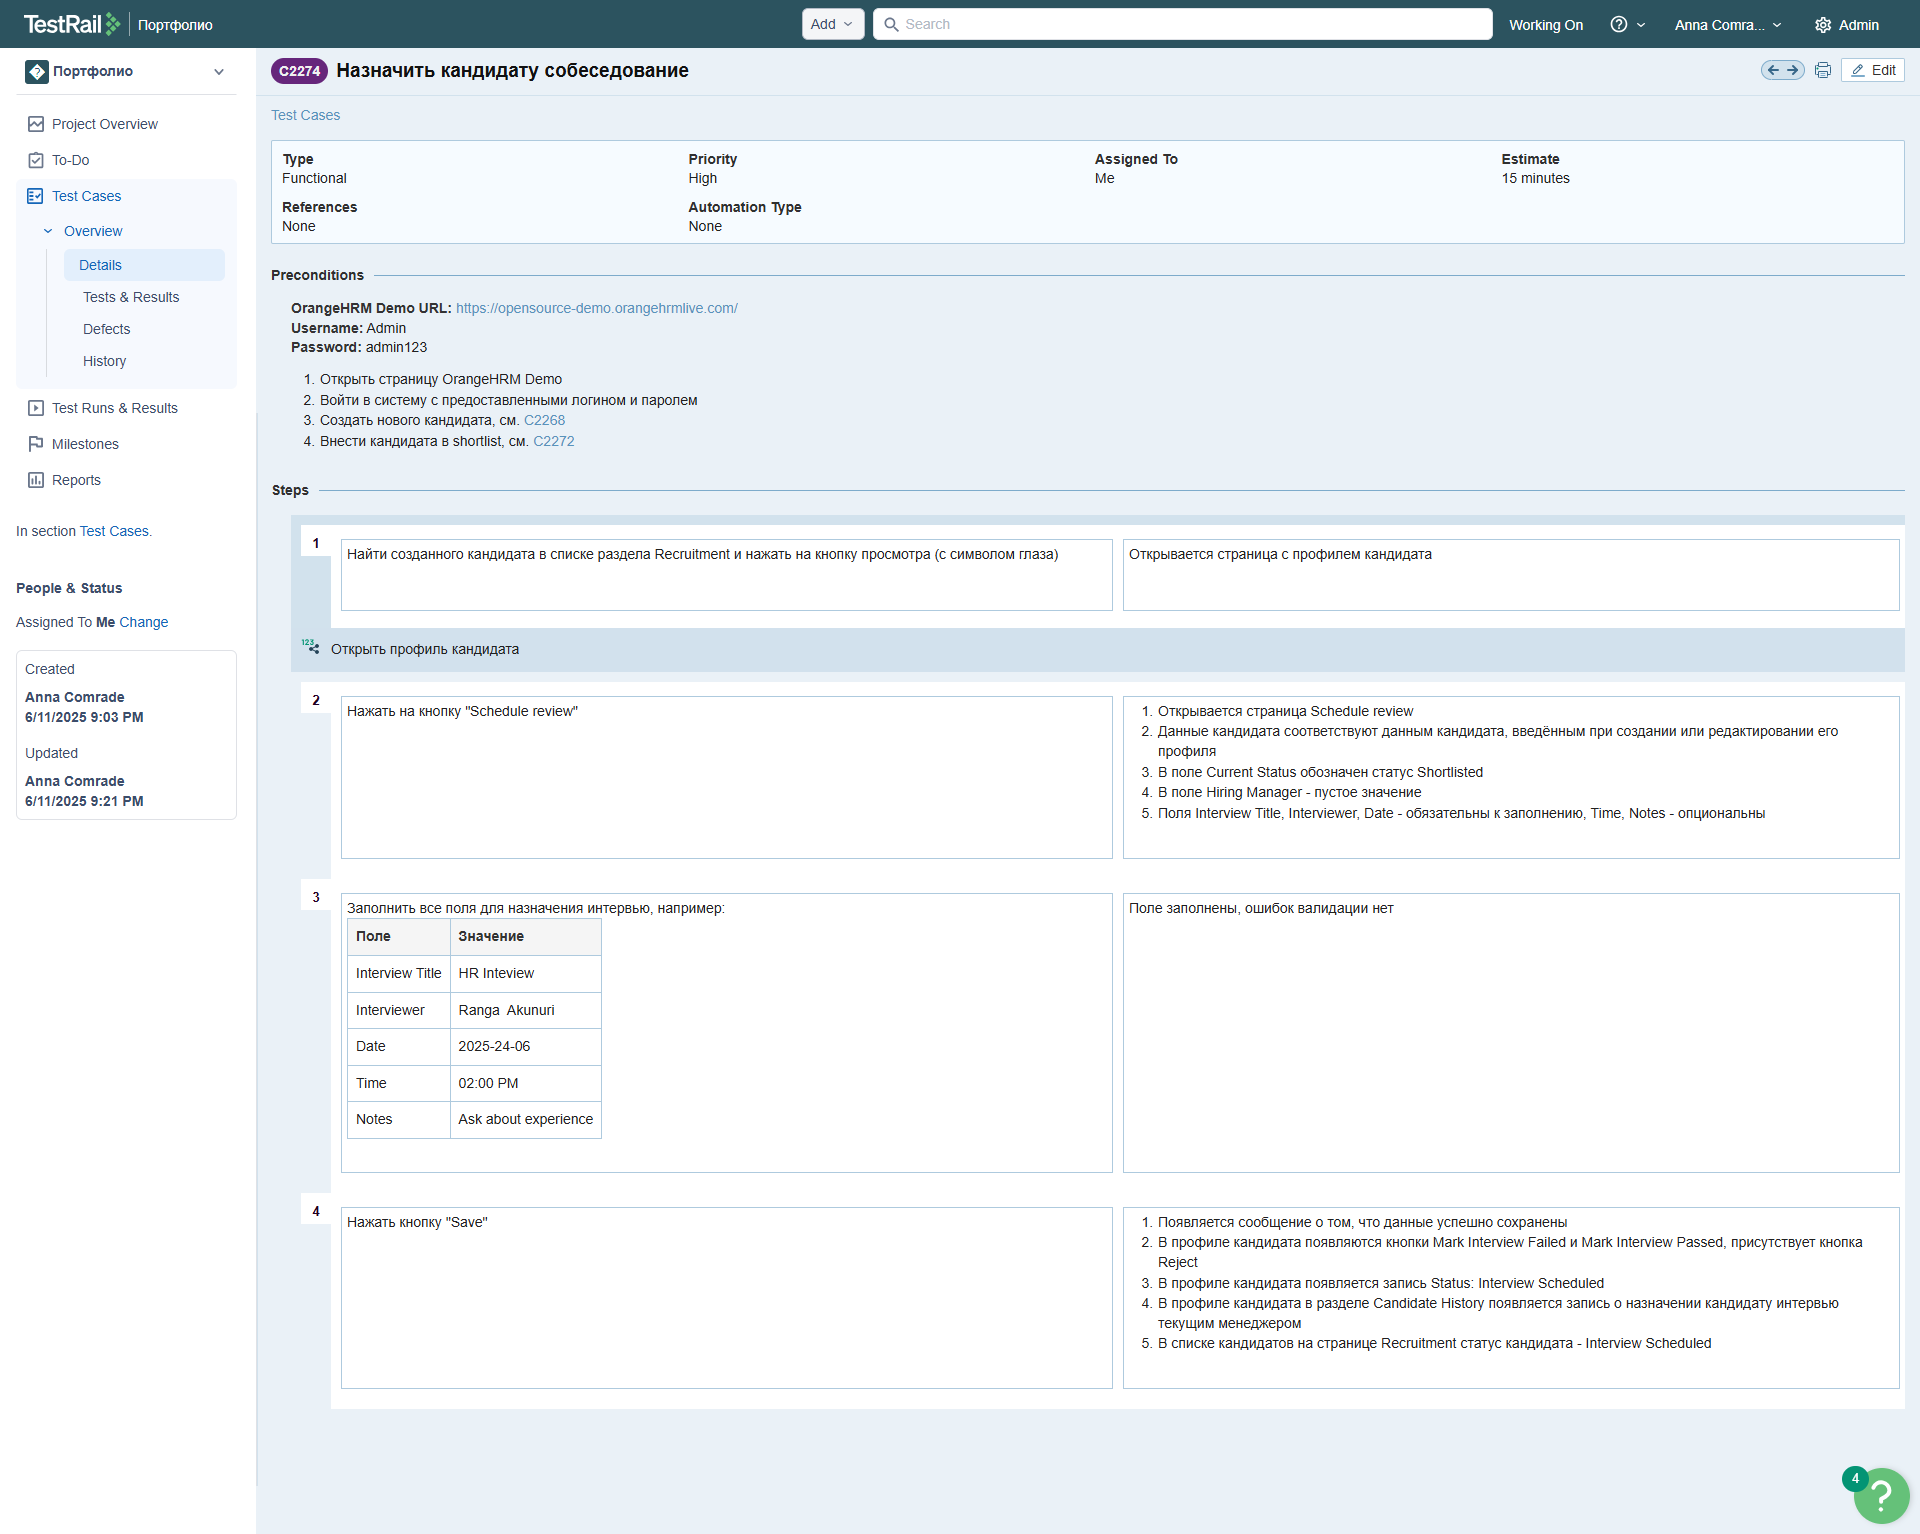 TestRail Портфолио Add Search Working On Anna Comra... Admin
Портфолио
Project Overview
To-Do
Test Cases
Overview
Details
Tests & Results
Defects
History
Test Runs & Results
Milestones
Reports
In section Test Cases.
People & Status
Assigned To Me Change
Created
Anna Comrade
6/11/2025 9:03 PM
Updated
Anna Comrade
6/11/2025 9:21 PM
C2274 Назначить кандидату собеседование Edit
Test Cases
Type Priority Assigned To Estimate
Functional High Me 15 minutes
References Automation Type
None None
Preconditions
OrangeHRM Demo URL: https://opensource-demo.orangehrmlive.com/
Username: Admin
Password: admin123
1. Открыть страницу OrangeHRM Demo
2. Войти в систему с предоставленными логином и паролем
3. Создать нового кандидата, см. C2268
4. Внести кандидата в shortlist, см. C2272
Steps
1
Найти созданного кандидата в списке раздела Recruitment и нажать на кнопку просмотра (с символом глаза)
Открывается страница с профилем кандидата
123 Открыть профиль кандидата
2
Нажать на кнопку "Schedule review"
1. Открывается страница Schedule review
2. Данные кандидата соответствуют данным кандидата, введённым при создании или редактировании его
профиля
3. В поле Current Status обозначен статус Shortlisted
4. В поле Hiring Manager - пустое значение
5. Поля Interview Title, Interviewer, Date - обязательны к заполнению, Time, Notes - опциональны
3
Заполнить все поля для назначения интервью, например:
Поле Значение
Interview Title HR Inteview
Interviewer Ranga  Akunuri
Date 2025-24-06
Time 02:00 PM
Notes Ask about experience
Поле заполнены, ошибок валидации нет
4
Нажать кнопку "Save"
1. Появляется сообщение о том, что данные успешно сохранены
2. В профиле кандидата появляются кнопки Mark Interview Failed и Mark Interview Passed, присутствует кнопка
Reject
3. В профиле кандидата появляется запись Status: Interview Scheduled
4. В профиле кандидата в разделе Candidate History появляется запись о назначении кандидату интервью
текущим менеджером
5. В списке кандидатов на странице Recruitment статус кандидата - Interview Scheduled
4
?